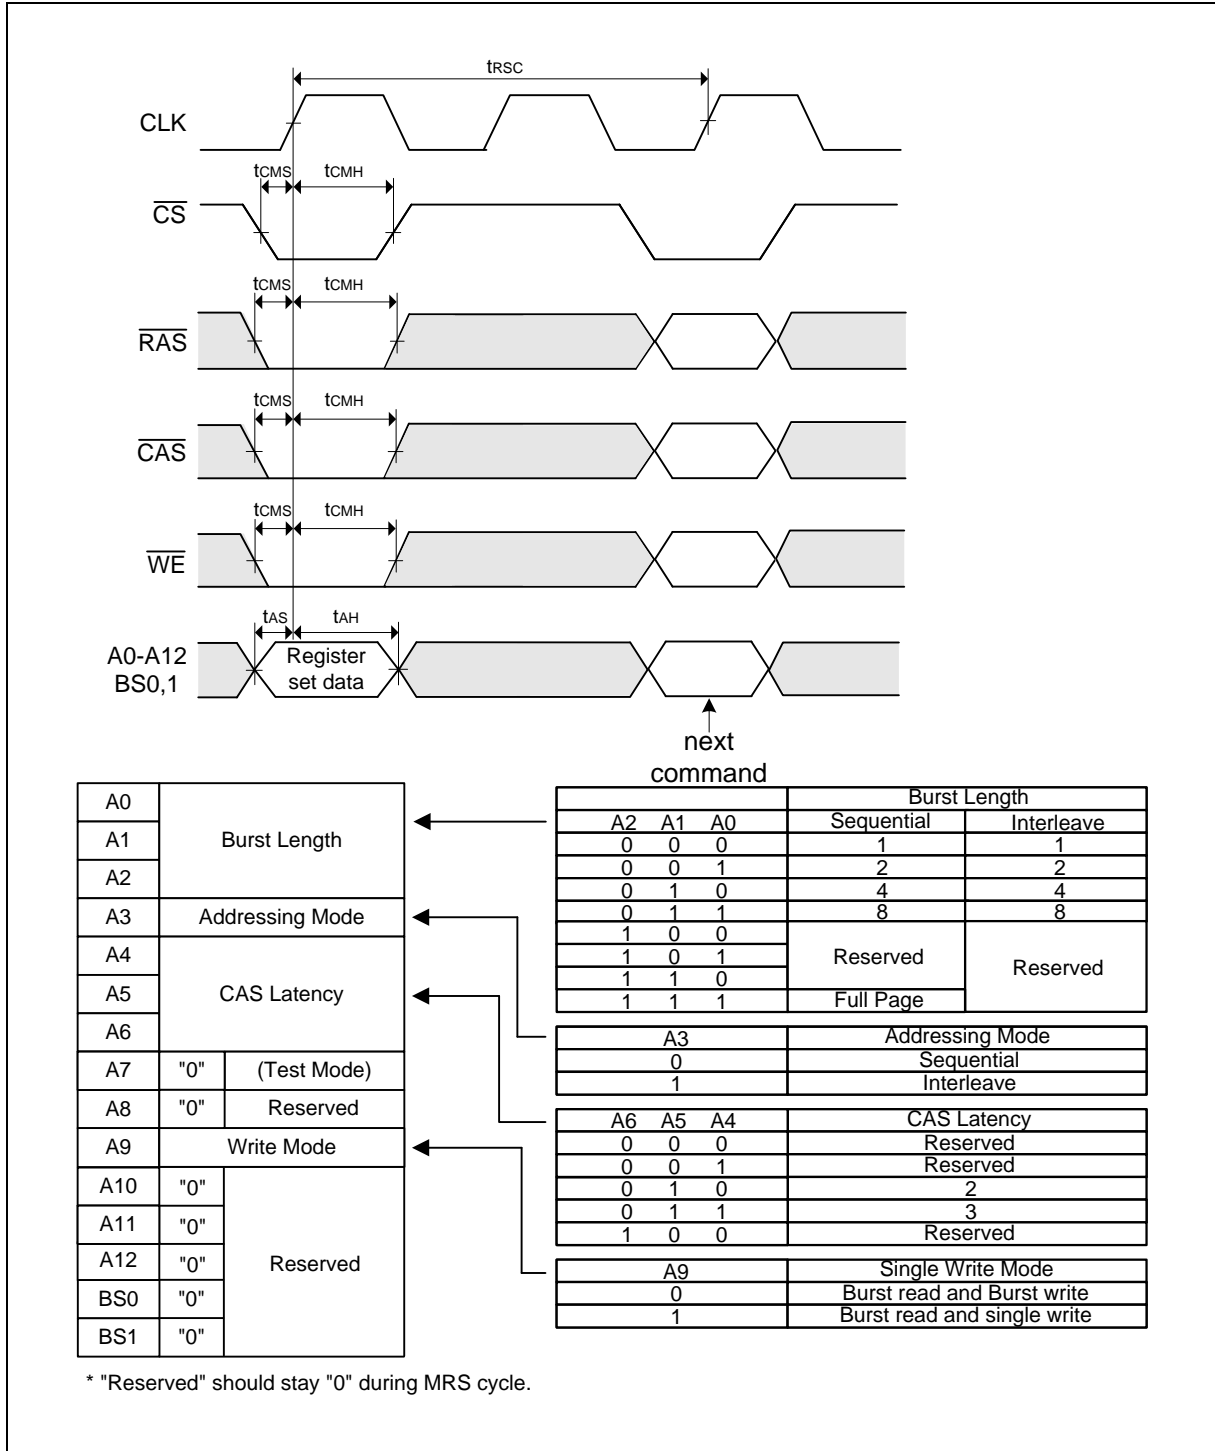 tRSC
CLK
tCMS tCMH
CS
tCMS tCMH
RAS
tCMS tCMH
CAS
tCMS tCMH
WE
tAS tAH
A0-A12
BS0,1
Register
set data
next
command
A0
A1
A2
Burst Length
A3 Addressing Mode
A4
A5
A6
CAS Latency
A7 "0" (Test Mode)
A8 "0" Reserved
A9 Write Mode
A10 "0"
A11 "0"
A12 "0"
BS0 "0"
BS1 "0"
Reserved
Burst Length
A2 A1 A0 Sequential Interleave
0 0 0 1 1
0 0 1 2 2
0 1 0 4 4
0 1 1 8 8
1 0 0
1 0 1 Reserved Reserved
1 1 0
1 1 1 Full Page
A3 Addressing Mode
0 Sequential
1 Interleave
A6 A5 A4 CAS Latency
0 0 0 Reserved
0 0 1 Reserved
0 1 0 2
0 1 1 3
1 0 0 Reserved
A9 Single Write Mode
0 Burst read and Burst write
1 Burst read and single write
* "Reserved" should stay "0" during MRS cycle.